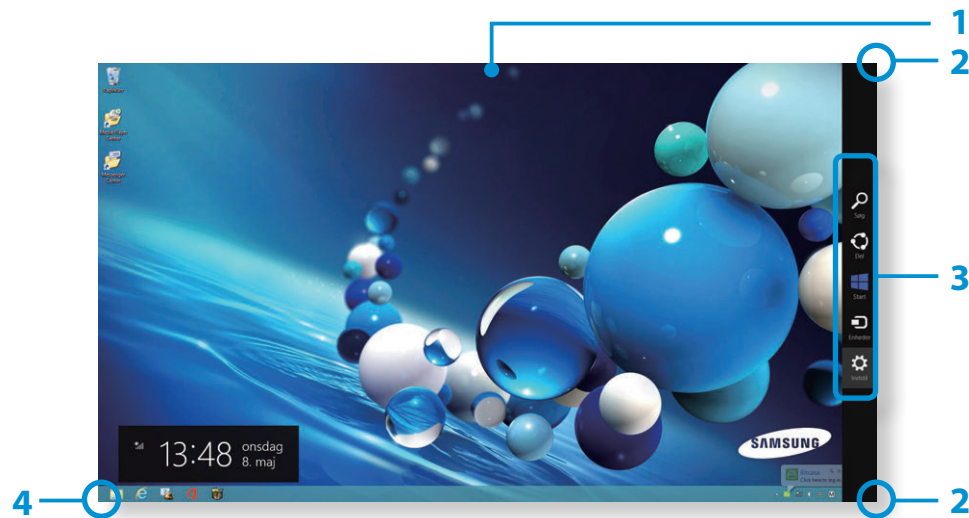 1
2
Søg
Del
Start
3
Enheder
Indstil
SAMSUNG
13:48
onsdag
8. maj
4
2